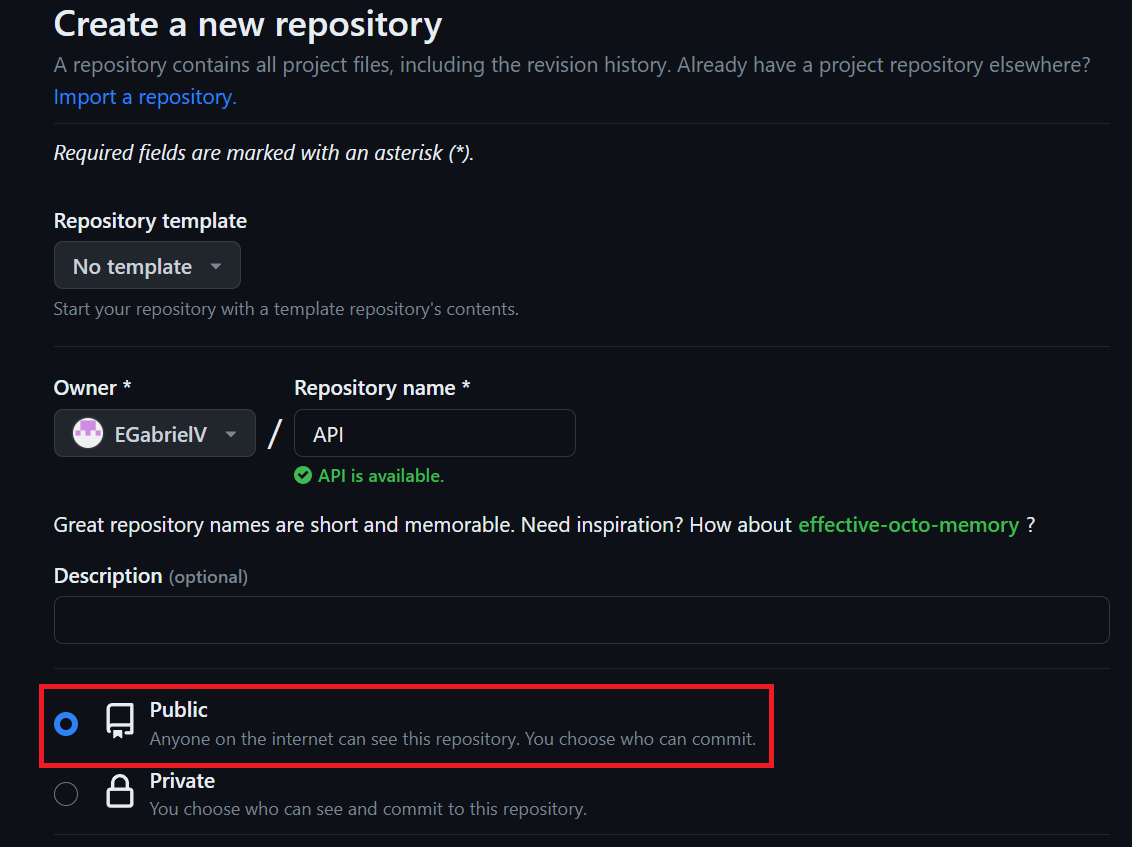 Create a new repository
A repository contains all project files, including the revision history. Already have a project repository elsewhere?
Import a repository.
Required fields are marked with an asterisk (*).
Repository template
No template
Start your repository with a template repository's contents.
Owner * Repository name *
EGabrielV / API
API is available.
Great repository names are short and memorable. Need inspiration? How about effective-octo-memory ?
Description (optional)
Public
Anyone on the internet can see this repository. You choose who can commit.
Private
You choose who can see and commit to this repository.